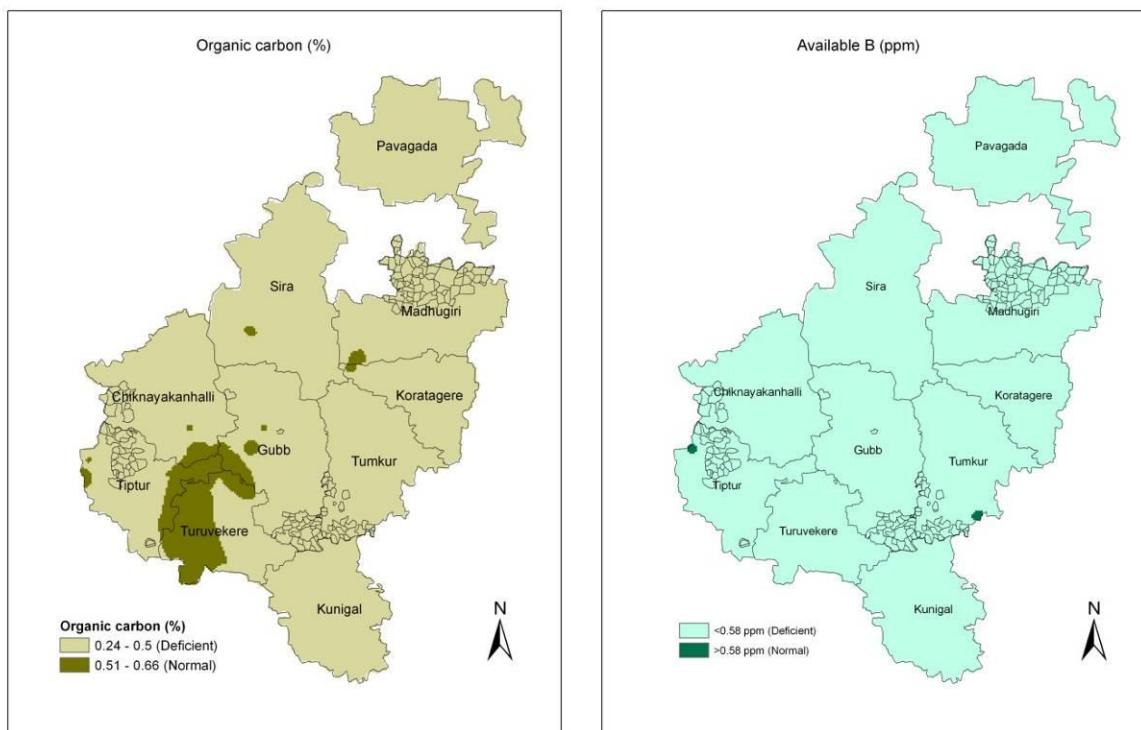 Organic carbon (%)
Pavagada
Sira
Madhugiri
Chiknayakanhalli
Koratagere
Gubb
Tumkur
Tiptur
Turuvekere
Kunigal
N
Organic carbon (%)
0.24 - 0.5 (Deficient)
0.51 - 0.66 (Normal)
Available B (ppm)
Pavagada
Sira
Madhugiri
Chiknayakanhalli
Koratagere
Gubb
Tumkur
Tiptur
Turuvekere
Kunigal
N
<0.58 ppm (Deficient)
>0.58 ppm (Normal)